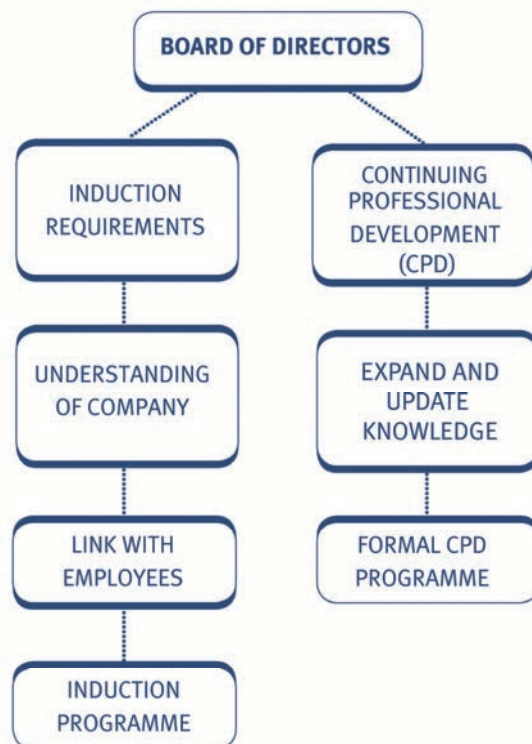 BOARD OF DIRECTORS
INDUCTION
REQUIREMENTS
UNDERSTANDING
OF COMPANY
LINK WITH
EMPLOYEES
INDUCTION
PROGRAMME
CONTINUING
PROFESSIONAL
DEVELOPMENT
(CPD)
EXPAND AND
UPDATE
KNOWLEDGE
FORMAL CPD
PROGRAMME